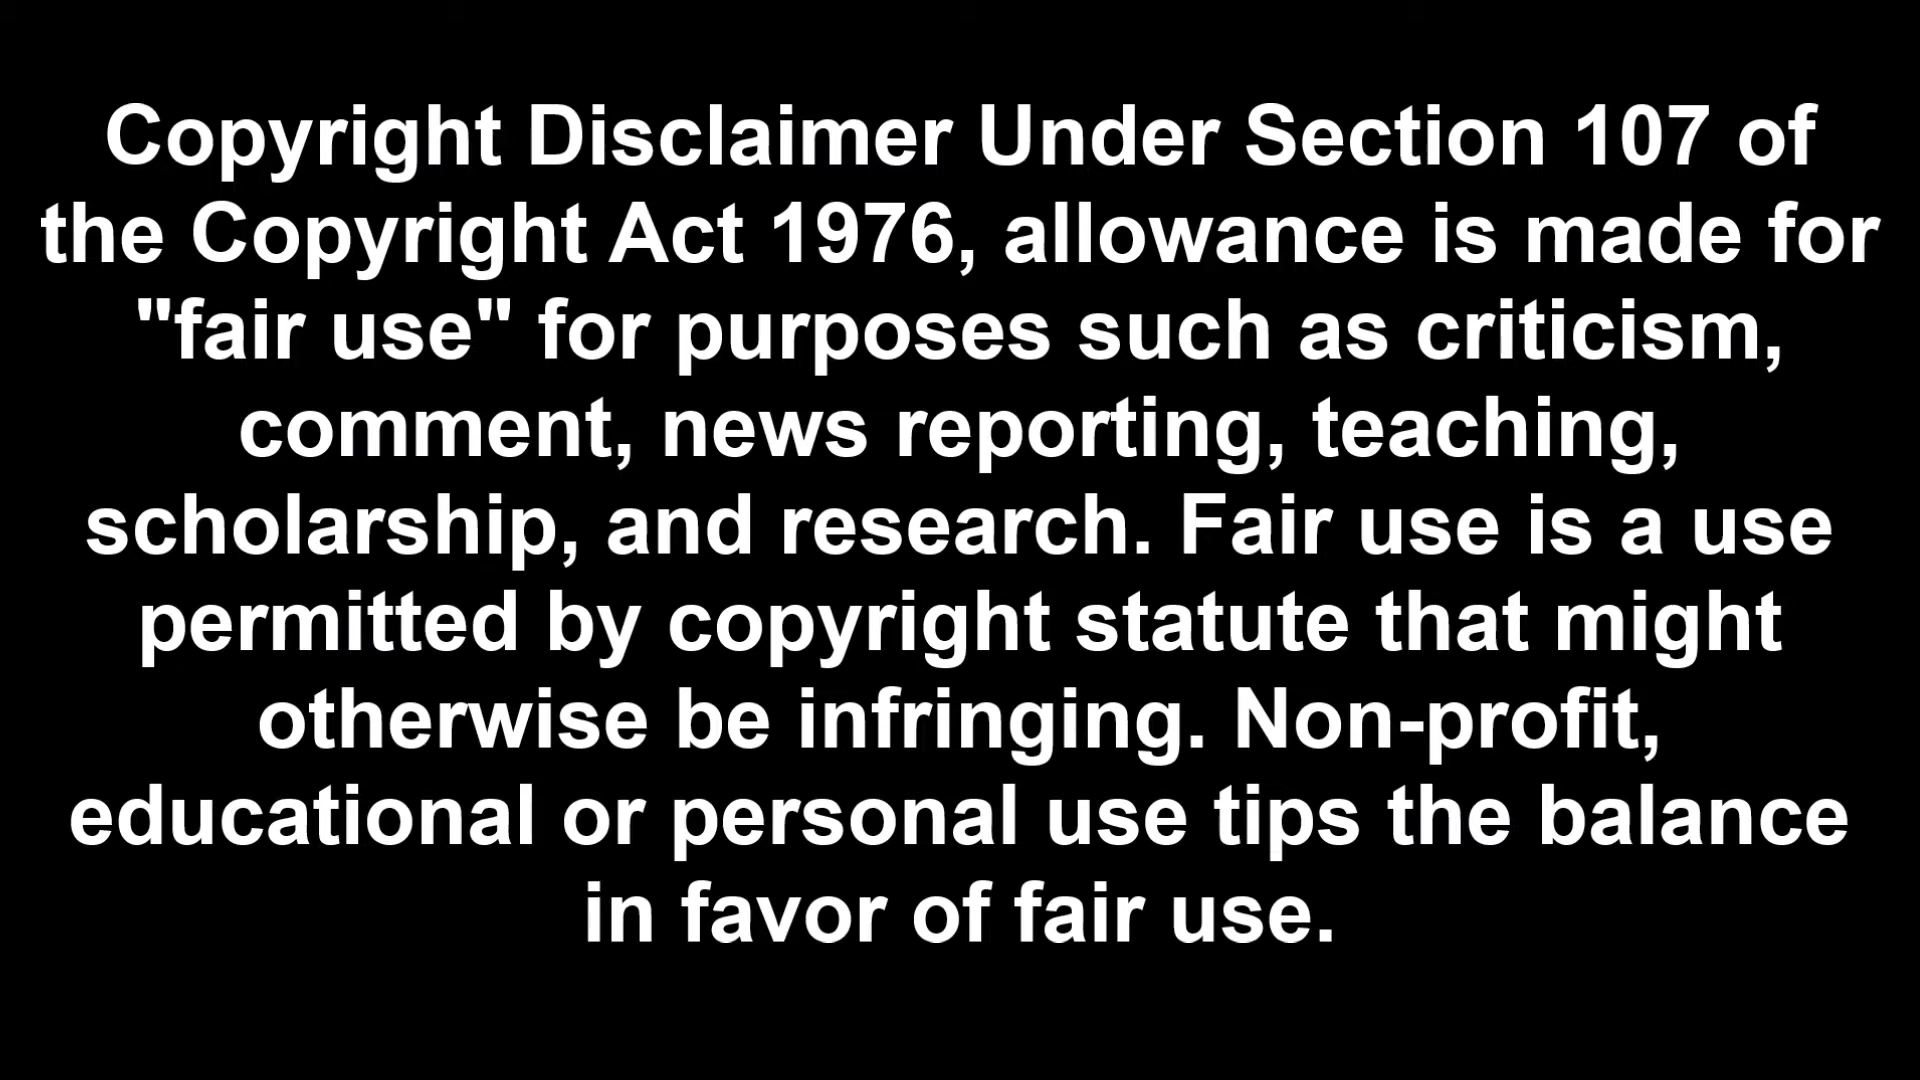 Copyright Disclaimer Under Section 107 of
the Copyright Act 1976, allowance is made for
"fair use" for purposes such as criticism,
comment, news reporting, teaching,
scholarship, and research. Fair use is a use
permitted by copyright statute that might
otherwise be infringing. Non-profit,
educational or personal use tips the balance
in favor of fair use.